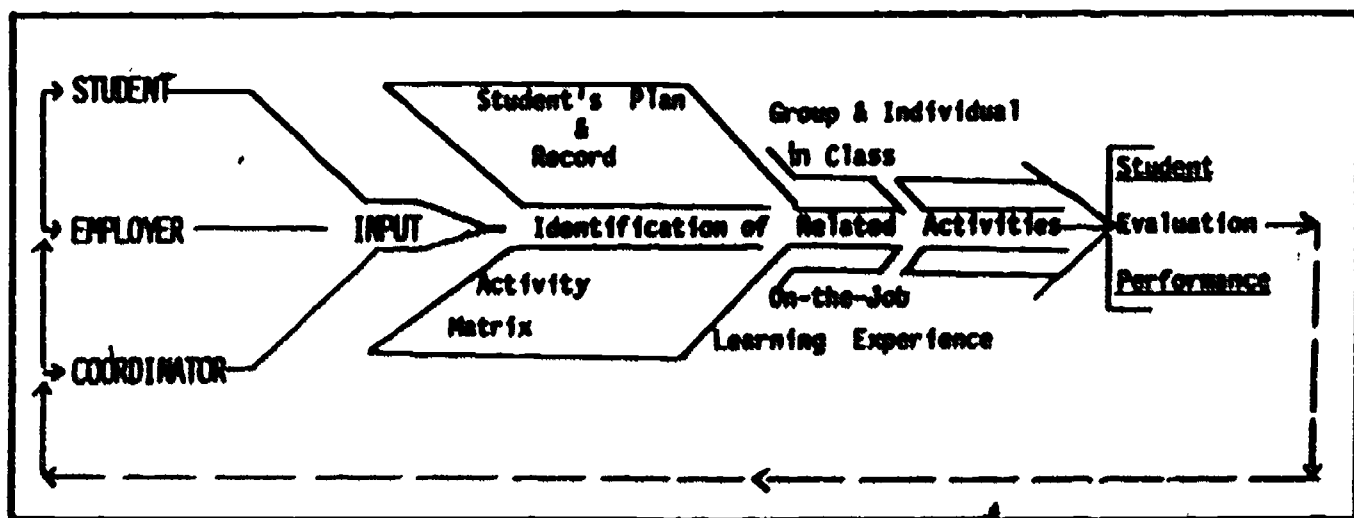 STUDENT
EMPLOYER
COORDINATOR
INPUT
Student's Plan
&
Record
Identification of Related Activities
Activity
Matrix
Group & Individual
in Class
On-the-Job
Learning Experience
Student
Evaluation
Performance